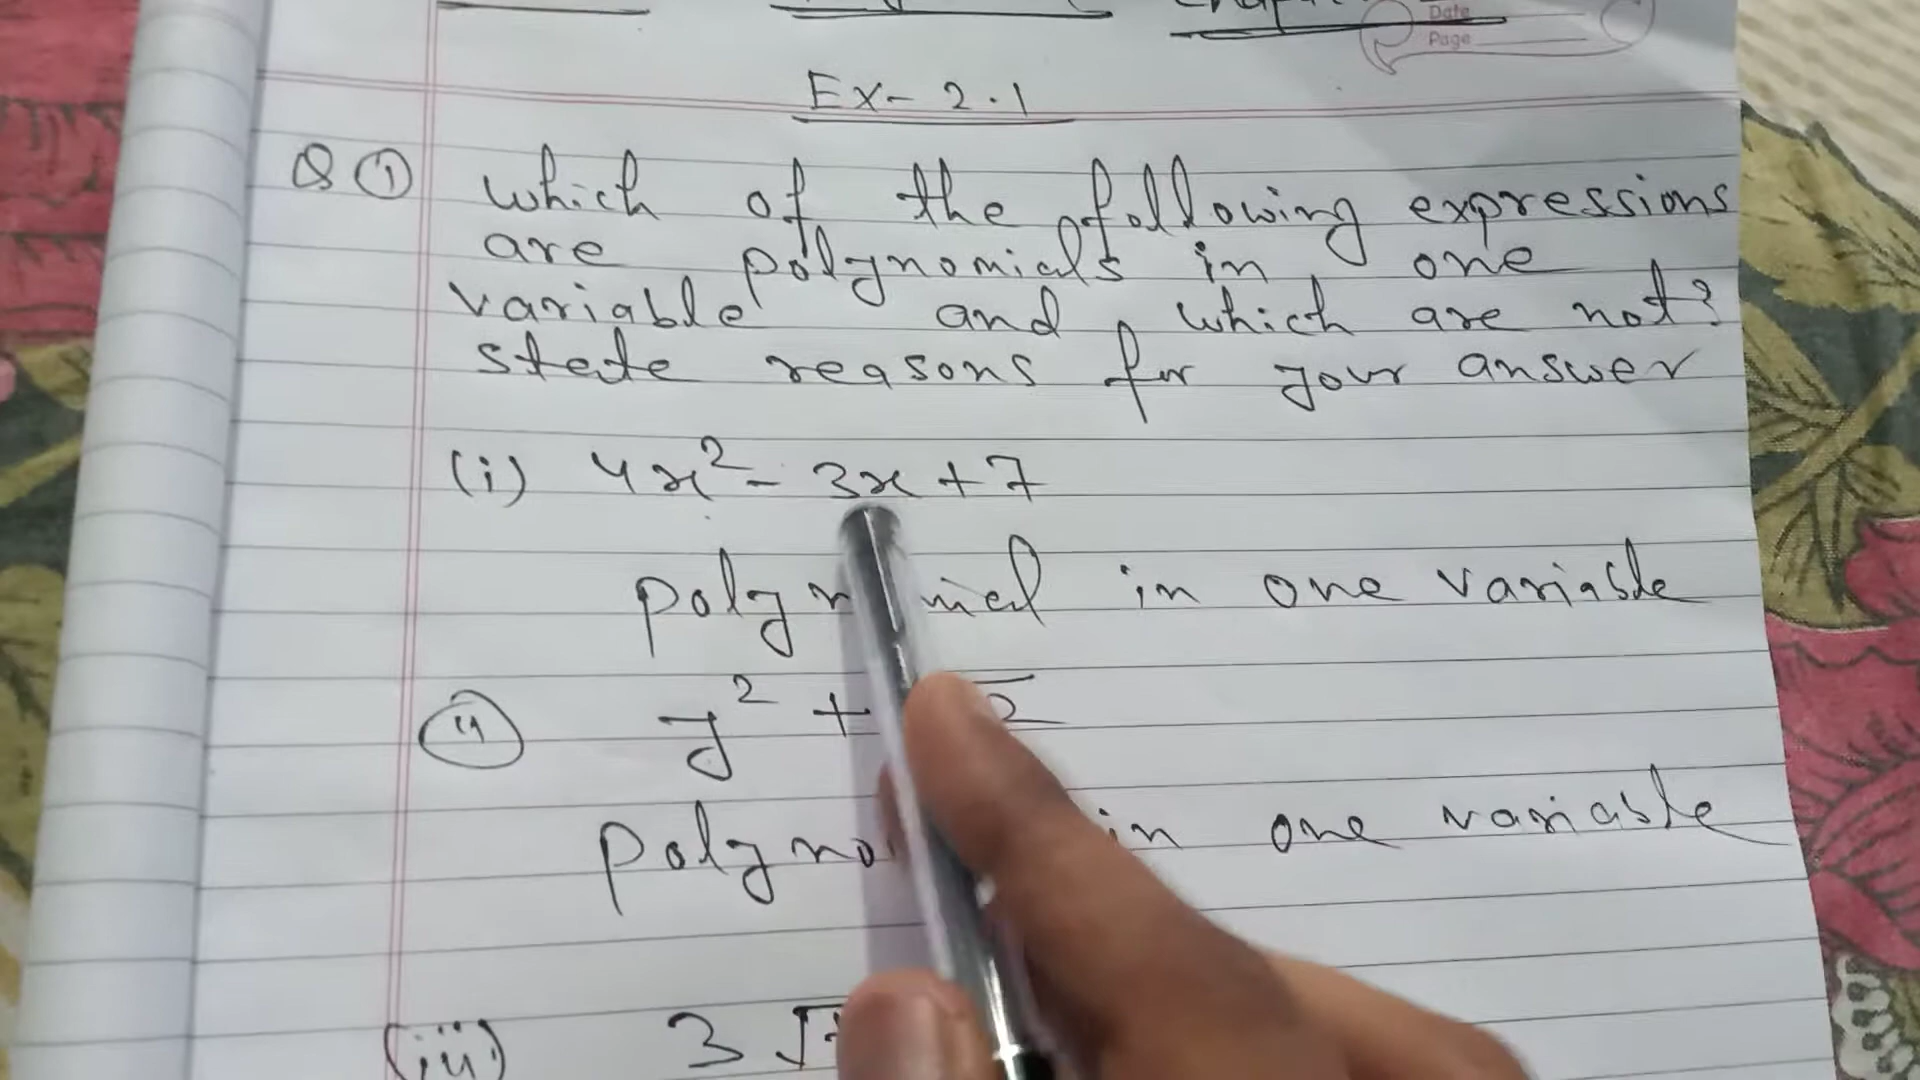 Date
Page
Ex- 2.1
Q ① which of the following expressions
are polynomials in one
variable and which are not?
state reasons for your answer
(i) 4x² - 3x + 7
in one variable
(ii) y² +
in one variable
(iii) 3√